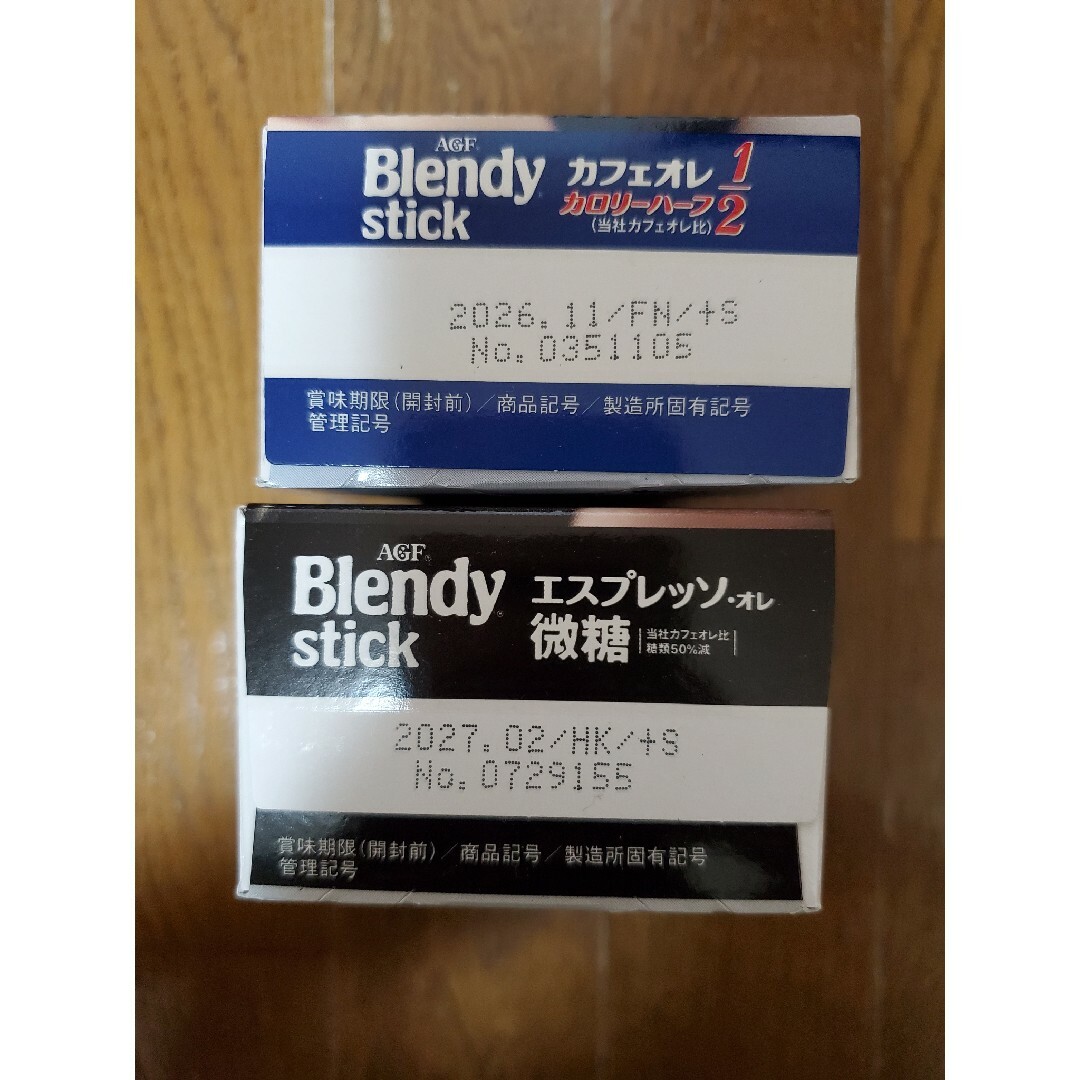 AGF
Blendy カフェオレ 1/2
stick カロリーハーフ
(当社カフェオレ比)
2026.11/FN/+S
No. 0351105
賞味期限(開封前)/商品記号/製造所固有記号
管理記号
AGF
Blendy エスプレッソ・オレ
stick 微糖 当社カフェオレ比
糖類50%減
2027.02/HK/+S
No. 0729155
賞味期限(開封前)/商品記号/製造所固有記号
管理記号